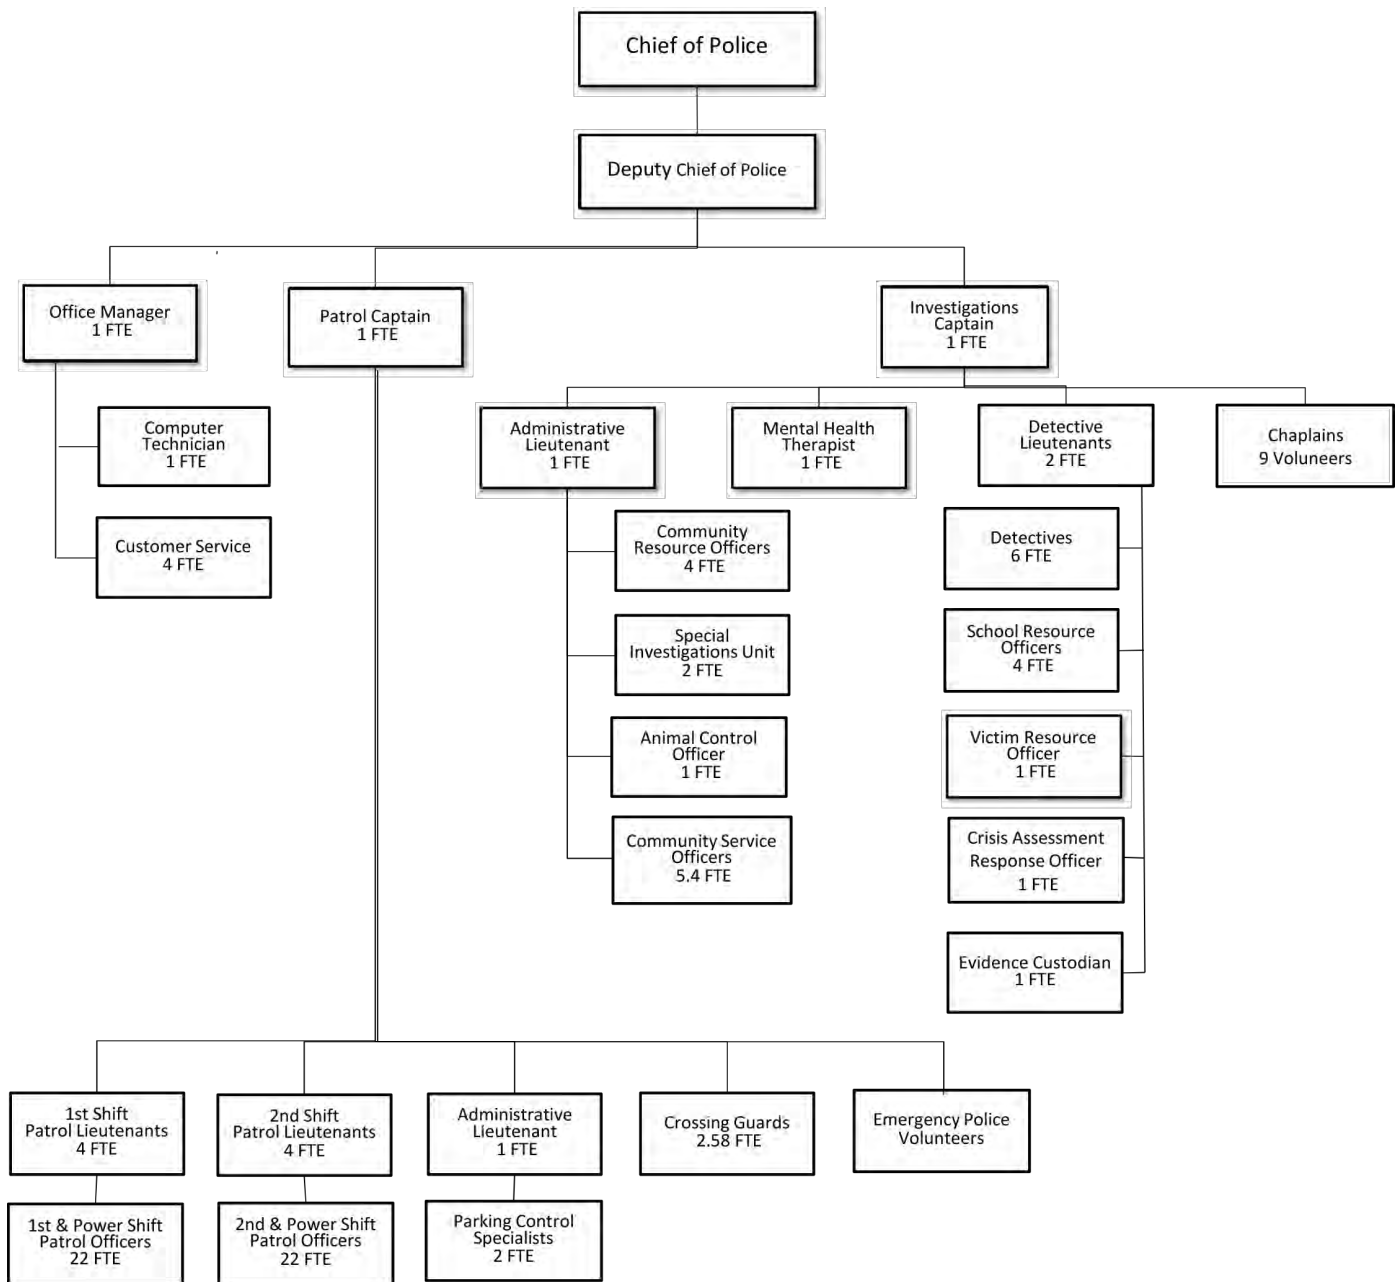 Chief of Police
Deputy Chief of Police
Office Manager
1 FTE
Patrol Captain
1 FTE
Investigations
Captain
1 FTE
Computer
Technician
1 FTE
Customer Service
4 FTE
Administrative
Lieutenant
1 FTE
Mental Health
Therapist
1 FTE
Detective
Lieutenants
2 FTE
Chaplains
9 Voluneers
Community
Resource Officers
4 FTE
Special
Investigations Unit
2 FTE
Animal Control
Officer
1 FTE
Community Service
Officers
5.4 FTE
Detectives
6 FTE
School Resource
Officers
4 FTE
Victim Resource
Officer
1 FTE
Crisis Assessment
Response Officer
1 FTE
Evidence Custodian
1 FTE
1st Shift
Patrol Lieutenants
4 FTE
2nd Shift
Patrol Lieutenants
4 FTE
Administrative
Lieutenant
1 FTE
Crossing Guards
2.58 FTE
Emergency Police
Volunteers
1st & Power Shift
Patrol Officers
22 FTE
2nd & Power Shift
Patrol Officers
22 FTE
Parking Control
Specialists
2 FTE